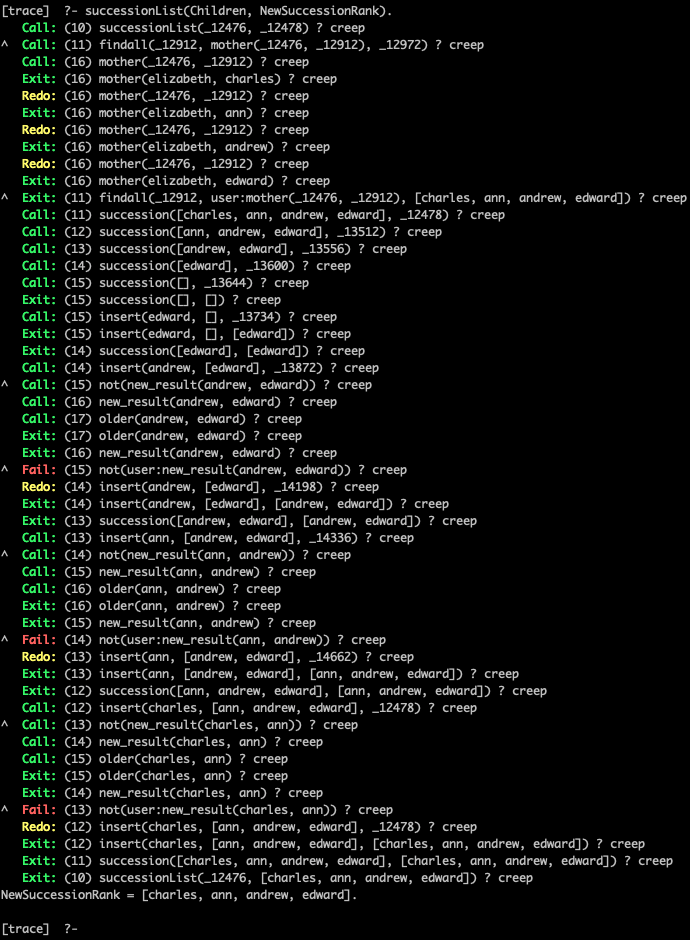 [trace]  ?- successionList(Children, NewSuccessionRank).
   Call: (10) successionList(_12476, _12478) ? creep
^  Call: (11) findall(_12912, mother(_12476, _12912), _12972) ? creep
   Call: (16) mother(_12476, _12912) ? creep
   Exit: (16) mother(elizabeth, charles) ? creep
   Redo: (16) mother(_12476, _12912) ? creep
   Exit: (16) mother(elizabeth, ann) ? creep
   Redo: (16) mother(_12476, _12912) ? creep
   Exit: (16) mother(elizabeth, andrew) ? creep
   Redo: (16) mother(_12476, _12912) ? creep
   Exit: (16) mother(elizabeth, edward) ? creep
^  Exit: (11) findall(_12912, user:mother(_12476, _12912), [charles, ann, andrew, edward]) ? creep
   Call: (11) succession([charles, ann, andrew, edward], _12478) ? creep
   Call: (12) succession([ann, andrew, edward], _13512) ? creep
   Call: (13) succession([andrew, edward], _13556) ? creep
   Call: (14) succession([edward], _13600) ? creep
   Call: (15) succession([], _13644) ? creep
   Exit: (15) succession([], []) ? creep
   Call: (15) insert(edward, [], _13734) ? creep
   Exit: (15) insert(edward, [], [edward]) ? creep
   Exit: (14) succession([edward], [edward]) ? creep
   Call: (14) insert(andrew, [edward], _13872) ? creep
^  Call: (15) not(new_result(andrew, edward)) ? creep
   Call: (16) new_result(andrew, edward) ? creep
   Call: (17) older(andrew, edward) ? creep
   Exit: (17) older(andrew, edward) ? creep
   Exit: (16) new_result(andrew, edward) ? creep
^  Fail: (15) not(user:new_result(andrew, edward)) ? creep
   Redo: (14) insert(andrew, [edward], _14198) ? creep
   Exit: (14) insert(andrew, [edward], [andrew, edward]) ? creep
   Exit: (13) succession([andrew, edward], [andrew, edward]) ? creep
   Call: (13) insert(ann, [andrew, edward], _14336) ? creep
^  Call: (14) not(new_result(ann, andrew)) ? creep
   Call: (15) new_result(ann, andrew) ? creep
   Call: (16) older(ann, andrew) ? creep
   Exit: (16) older(ann, andrew) ? creep
   Exit: (15) new_result(ann, andrew) ? creep
^  Fail: (14) not(user:new_result(ann, andrew)) ? creep
   Redo: (13) insert(ann, [andrew, edward], _14662) ? creep
   Exit: (13) insert(ann, [andrew, edward], [ann, andrew, edward]) ? creep
   Exit: (12) succession([ann, andrew, edward], [ann, andrew, edward]) ? creep
   Call: (12) insert(charles, [ann, andrew, edward], _12478) ? creep
^  Call: (13) not(new_result(charles, ann)) ? creep
   Call: (14) new_result(charles, ann) ? creep
   Call: (15) older(charles, ann) ? creep
   Exit: (15) older(charles, ann) ? creep
   Exit: (14) new_result(charles, ann) ? creep
^  Fail: (13) not(user:new_result(charles, ann)) ? creep
   Redo: (12) insert(charles, [ann, andrew, edward], _12478) ? creep
   Exit: (12) insert(charles, [ann, andrew, edward], [charles, ann, andrew, edward]) ? creep
   Exit: (11) succession([charles, ann, andrew, edward], [charles, ann, andrew, edward]) ? creep
   Exit: (10) successionList(_12476, [charles, ann, andrew, edward]) ? creep
NewSuccessionRank = [charles, ann, andrew, edward].
[trace]  ?-